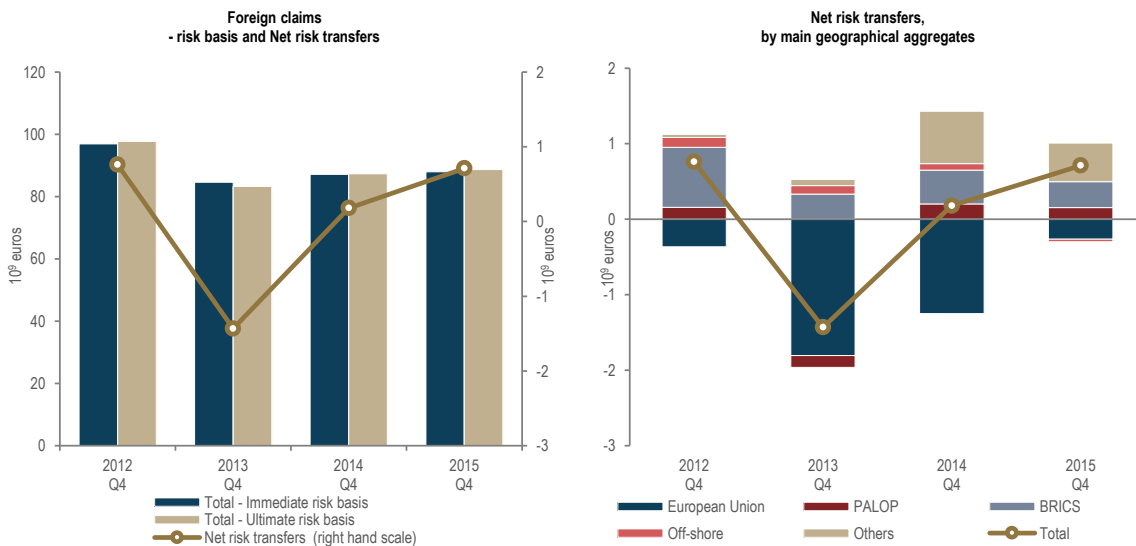 Foreign claims
- risk basis and Net risk transfers
120
100
80
60
40
20
0
10⁹ euros
2
1
0
-1
-2
-3
10⁹ euros
2012 2013 2014 2015
Q4 Q4 Q4 Q4
Total - Immediate risk basis
Total - Ultimate risk basis
Net risk transfers (right hand scale)
Net risk transfers,
by main geographical aggregates
2
1
0
-1
-2
-3
10⁹ euros
2012 2013 2014 2015
Q4 Q4 Q4 Q4
European Union PALOP BRICS
Off-shore Others Total